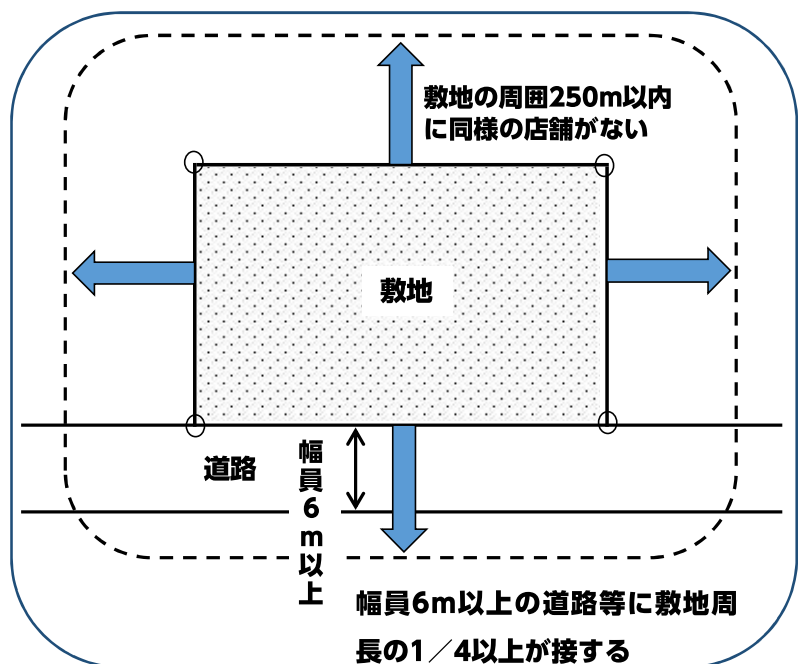 敷地の周囲250m以内
に同様の店舗がない
敷地
道路
幅員6m以上
幅員6m以上の道路等に敷地周
長の1／4以上が接する